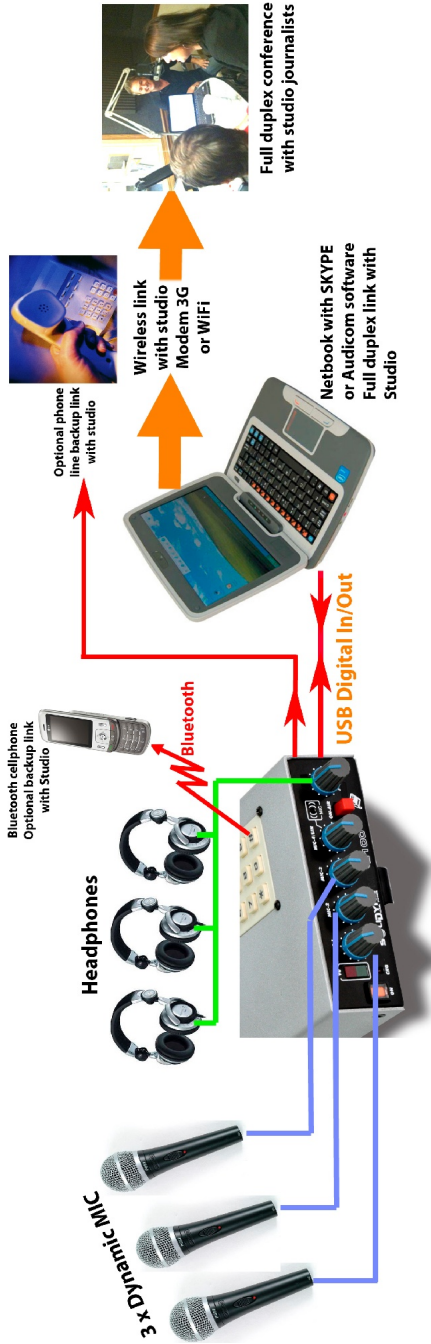 3 x Dynamic MIC
Headphones
Bluetooth cellphone
Optional backup link
with Studio
Bluetooth
Optional phone
line backup link
with studio
USB Digital In/Out
Wireless link
with studio
Modem 3G
or WiFi
Netbook with SKYPE
or Audicom software
Full duplex link with
Studio
Full duplex conference
with studio journalists